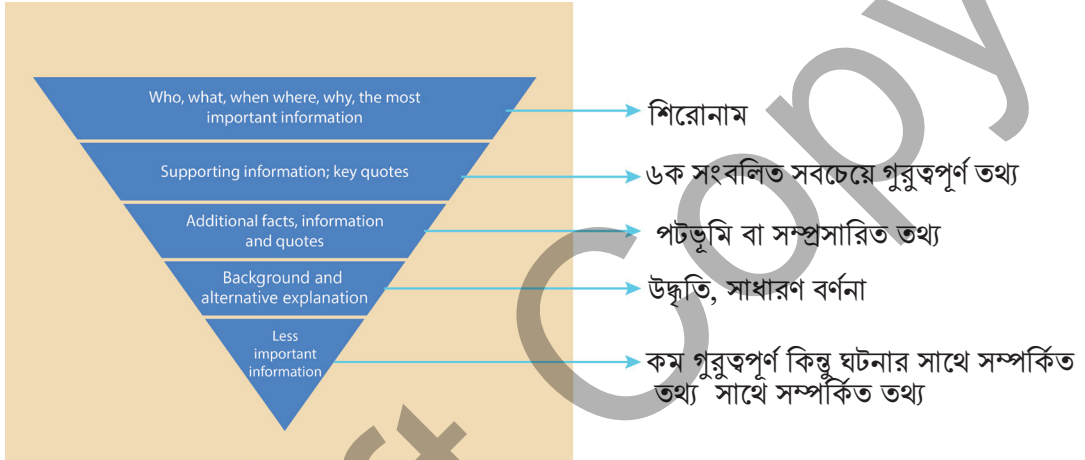 Who, what, when where, why, the most
important information
শিরোনাম
Supporting information; key quotes
৬ক সংবলিত সবচেয়ে গুরুত্বপূর্ণ তথ্য
Additional facts, information
and quotes
পটভূমি বা সম্প্রসারিত তথ্য
Background and
alternative explanation
উদ্ধৃতি, সাধারণ বর্ণনা
Less
important
information
কম গুরুত্বপূর্ণ কিন্তু ঘটনার সাথে সম্পর্কিত
তথ্য সাথে সম্পর্কিত তথ্য
ft Copy